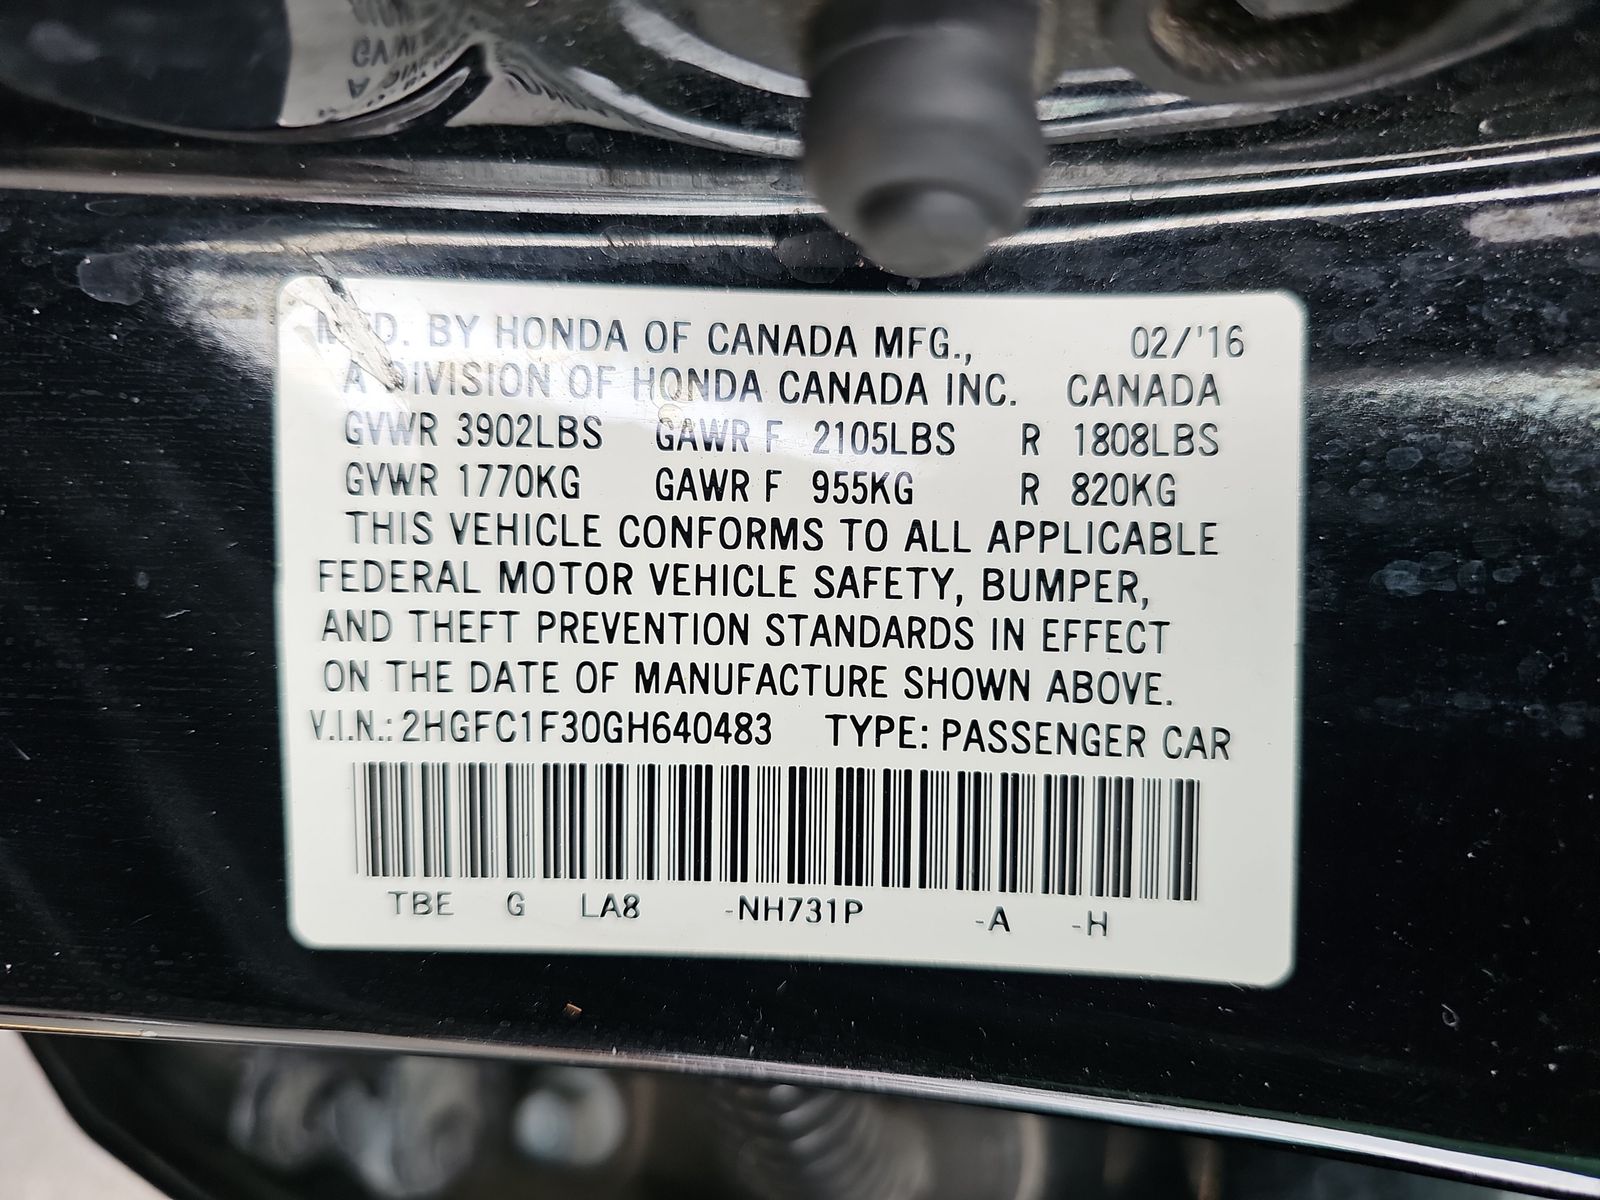 MFD. BY HONDA OF CANADA MFG., 02/'16
A DIVISION OF HONDA CANADA INC. CANADA
GVWR 3902LBS GAWR F 2105LBS R 1808LBS
GVWR 1770KG GAWR F 955KG R 820KG
THIS VEHICLE CONFORMS TO ALL APPLICABLE
FEDERAL MOTOR VEHICLE SAFETY, BUMPER,
AND THEFT PREVENTION STANDARDS IN EFFECT
ON THE DATE OF MANUFACTURE SHOWN ABOVE.
V.I.N.: 2HGFC1F30GH640483 TYPE: PASSENGER CAR
TBE G LA8 -NH731P -A -H